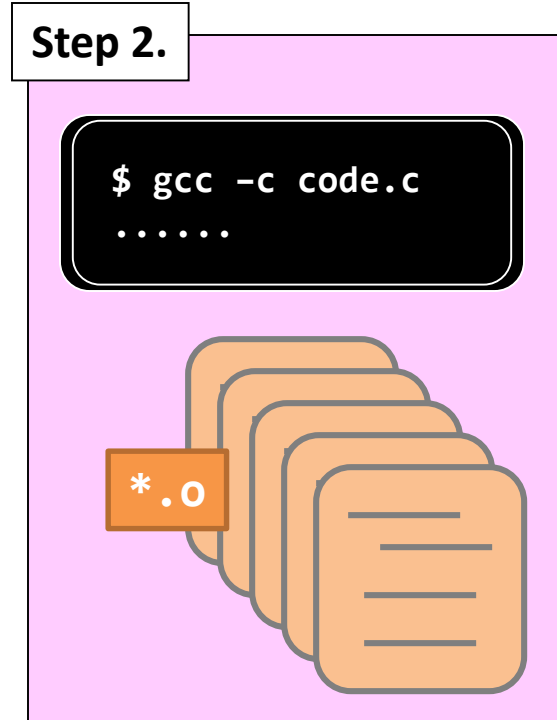 Step 2.
$ gcc –c code.c
......
*.o